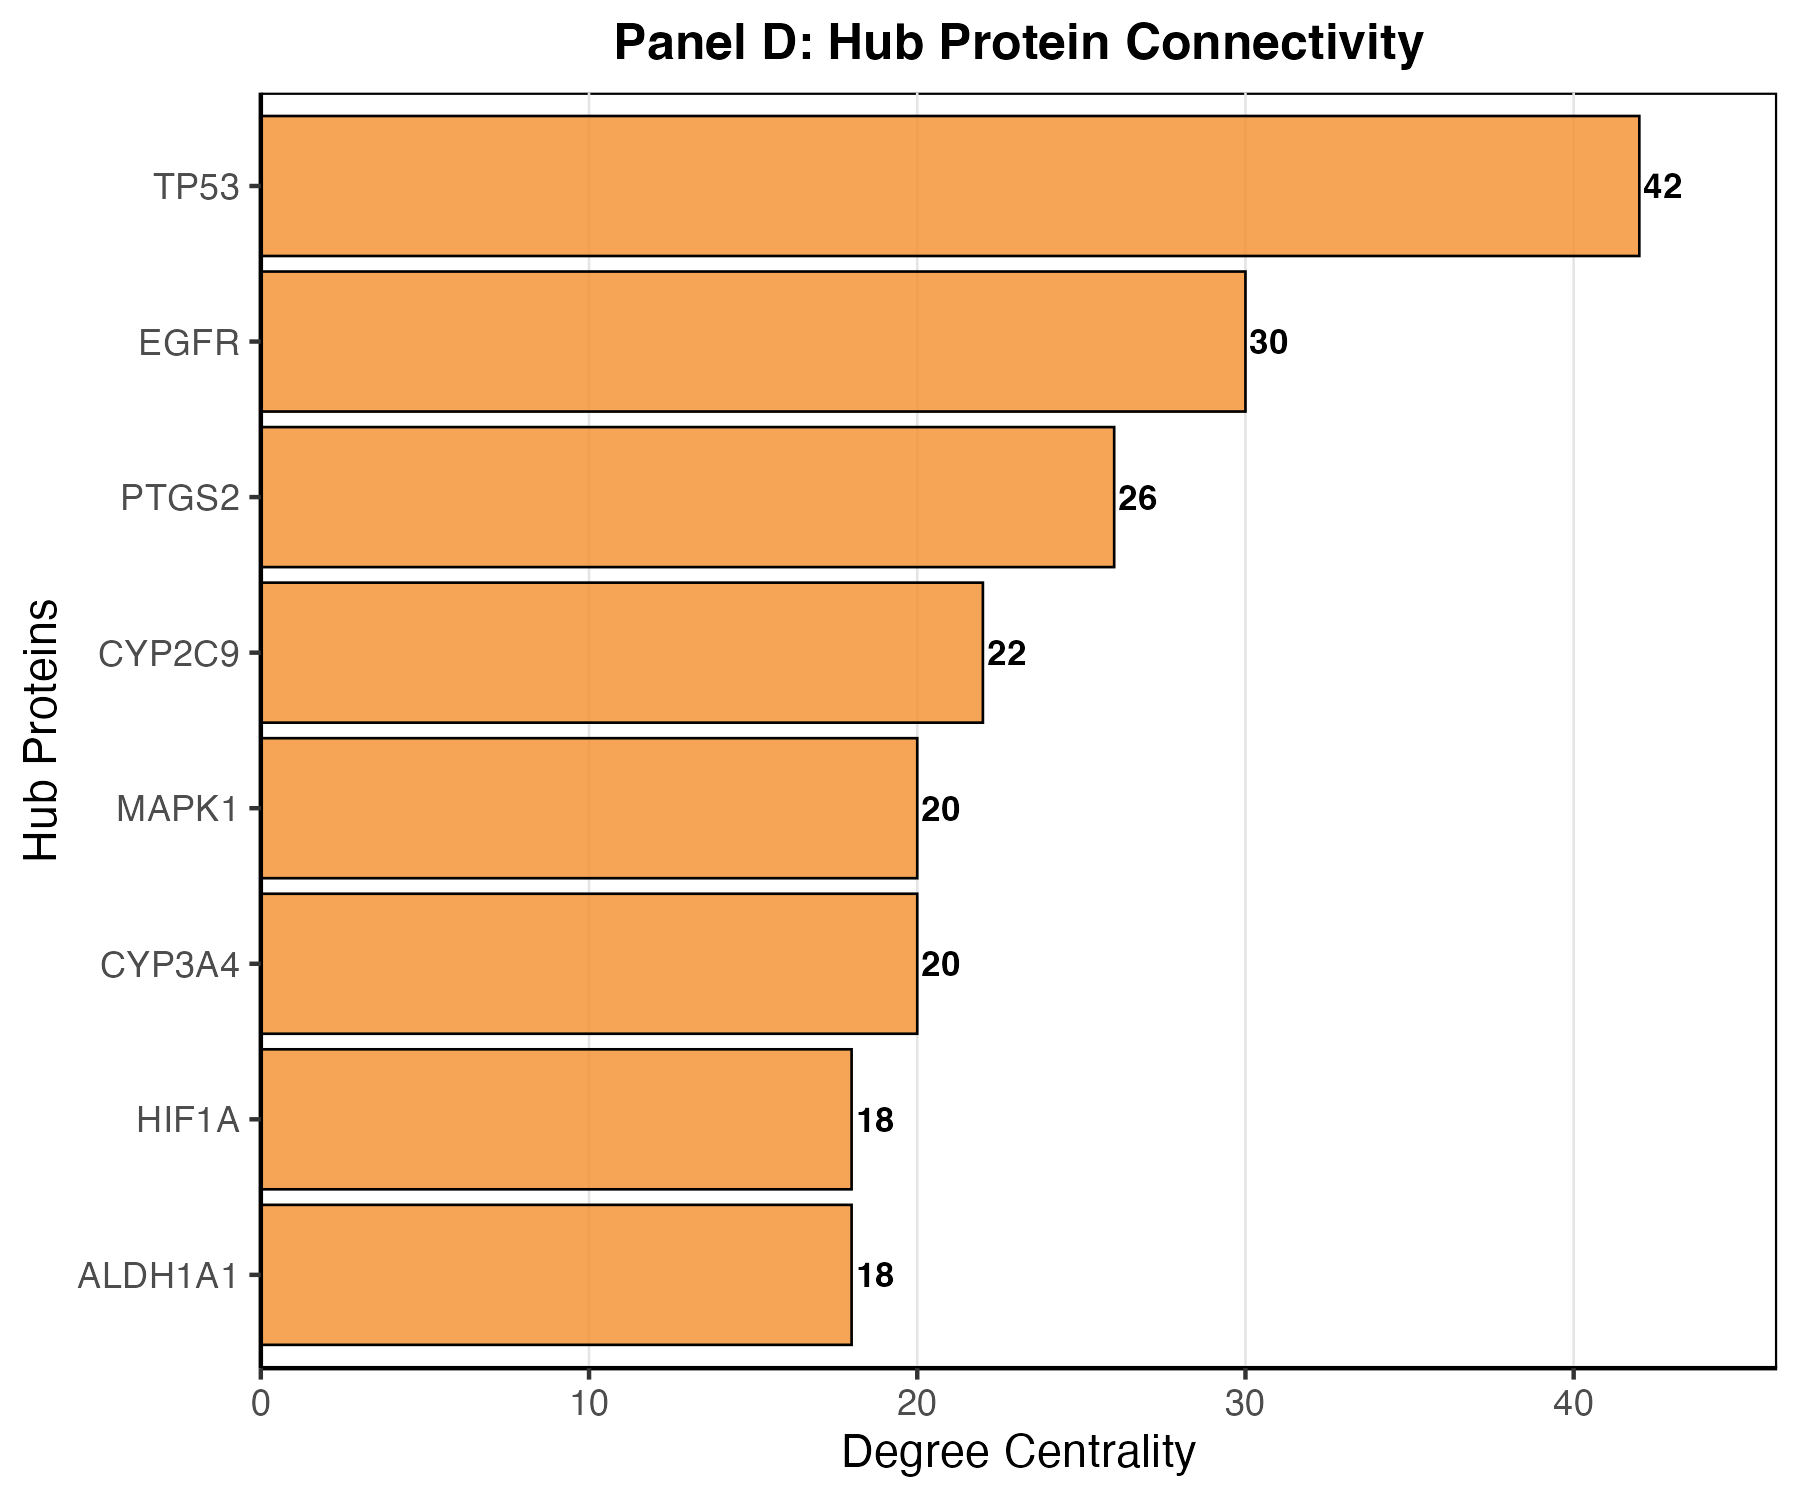 Panel D: Hub Protein Connectivity
Hub Proteins
TP53 42
EGFR 30
PTGS2 26
CYP2C9 22
MAPK1 20
CYP3A4 20
HIF1A 18
ALDH1A1 18
0 10 20 30 40
Degree Centrality